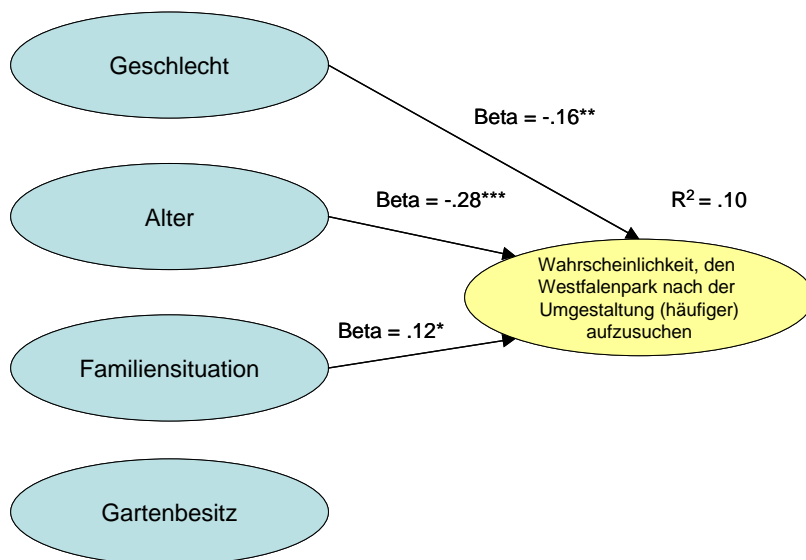 Geschlecht
Beta = -.16**
Alter
Beta = -.28***
R² = .10
Wahrscheinlichkeit, den
Westfalenpark nach der
Umgestaltung (häufiger)
aufzusuchen
Beta = .12*
Familiensituation
Gartenbesitz